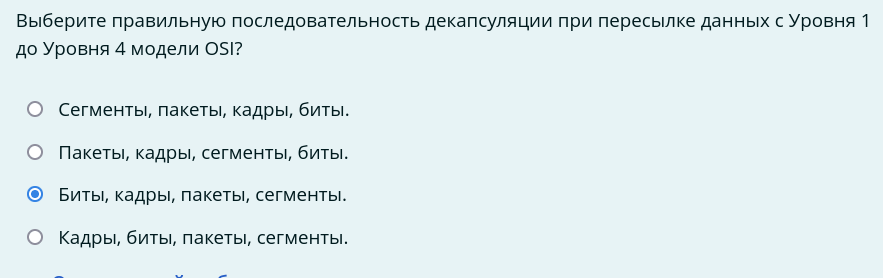 Выберите правильную последовательность декапсуляции при пересылке данных с Уровня 1
до Уровня 4 модели OSI?
Сегменты, пакеты, кадры, биты.
Пакеты, кадры, сегменты, биты.
Биты, кадры, пакеты, сегменты.
Кадры, биты, пакеты, сегменты.